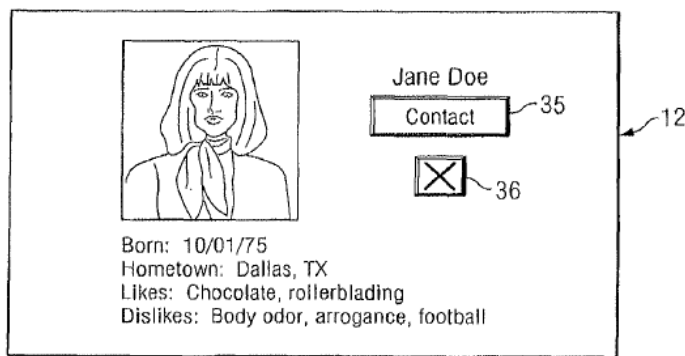 Jane Doe
Contact
35
12
36
Born: 10/01/75
Hometown: Dallas, TX
Likes: Chocolate, rollerblading
Dislikes: Body odor, arrogance, football